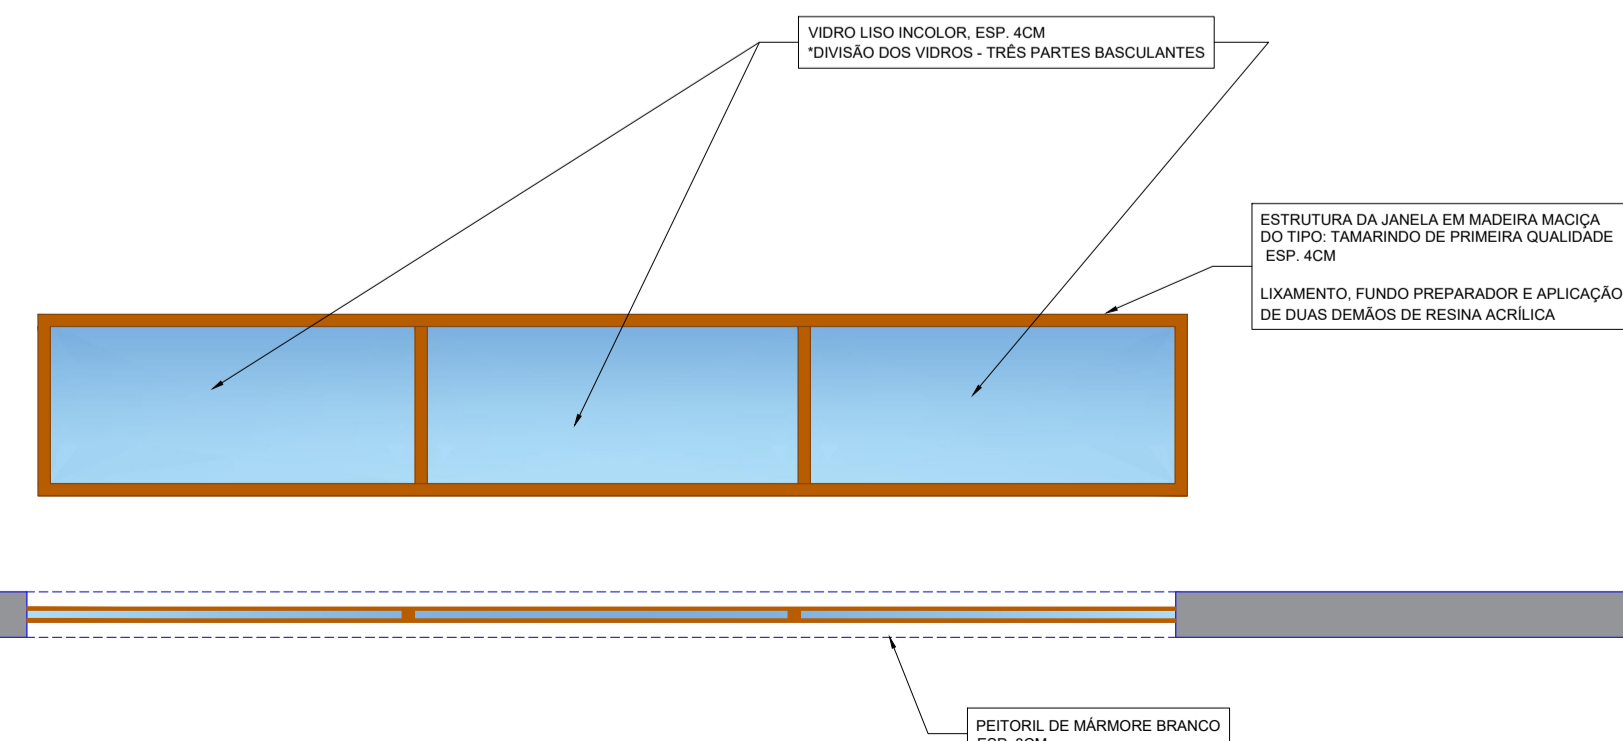 VIDRO LISO INCOLOR, ESP. 4CM
*DIVISÃO DOS VIDROS - TRÊS PARTES BASCULANTES
ESTRUTURA DA JANELA EM MADEIRA MACIÇA
DO TIPO: TAMARINDO DE PRIMEIRA QUALIDADE
ESP. 4CM
LIXAMENTO, FUNDO PREPARADOR E APLICAÇÃO
DE DUAS DEMÃOS DE RESINA ACRÍLICA
PEITORIL DE MÁRMORE BRANCO